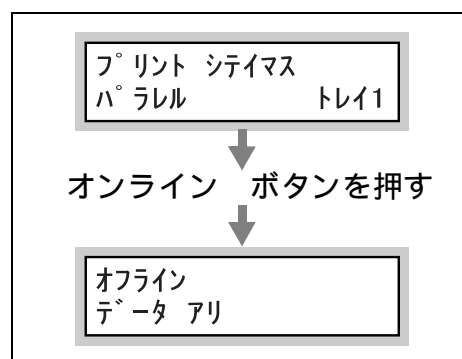 プリント シテイマス
パラレル トレイ1
オンライン ボタンを押す
オフライン
データ アリ